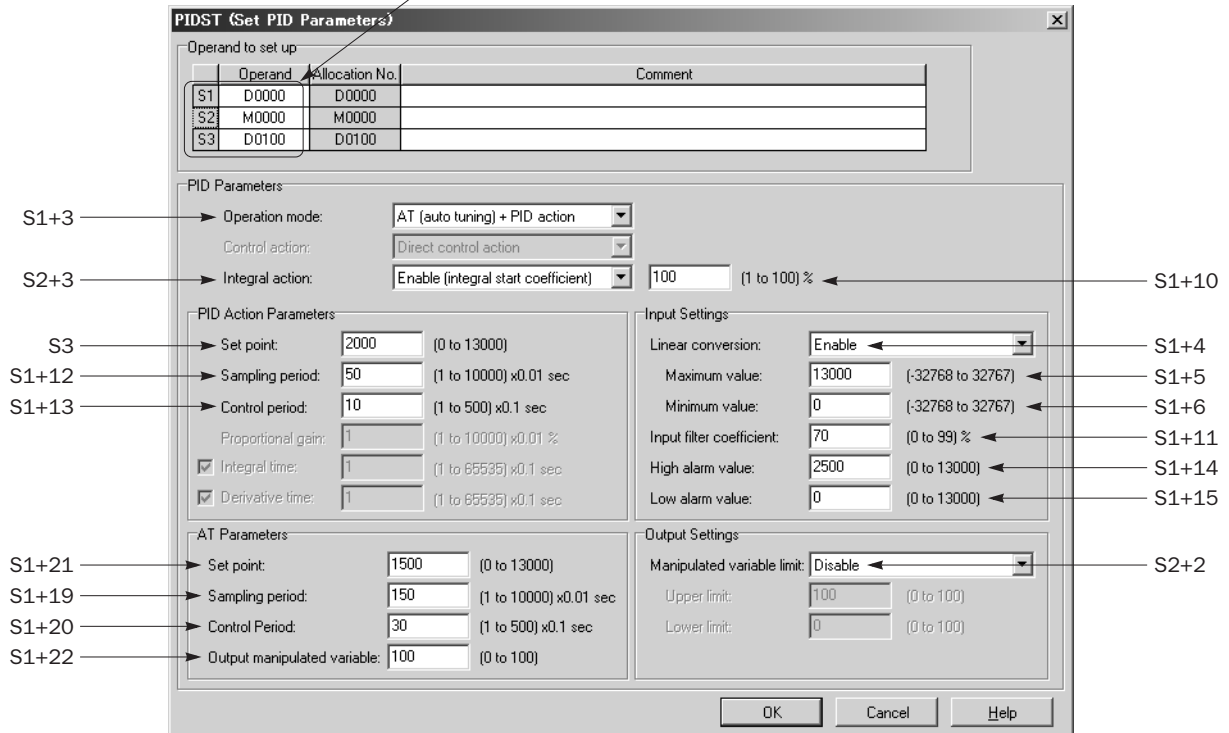 PIDST (Set PID Parameters)
Operand to set up
Operand Allocation No. Comment
S1 D0000 D0000
S2 M0000 M0000
S3 D0100 D0100
PID Parameters
S1+3 Operation mode: AT (auto tuning) + PID action
Control action: Direct control action
S2+3 Integral action: Enable (integral start coefficient) 100 (1 to 100) % S1+10
PID Action Parameters
S3 Set point: 2000 (0 to 13000)
S1+12 Sampling period: 50 (1 to 10000) x0.01 sec
S1+13 Control period: 10 (1 to 500) x0.1 sec
Proportional gain: 1 (1 to 10000) x0.01 %
Integral time: 1 (1 to 65535) x0.1 sec
Derivative time: 1 (1 to 65535) x0.1 sec
Input Settings
Linear conversion: Enable S1+4
Maximum value: 13000 (-32768 to 32767) S1+5
Minimum value: 0 (-32768 to 32767) S1+6
Input filter coefficient: 70 (0 to 99) % S1+11
High alarm value: 2500 (0 to 13000) S1+14
Low alarm value: 0 (0 to 13000) S1+15
AT Parameters
S1+21 Set point: 1500 (0 to 13000)
S1+19 Sampling period: 150 (1 to 10000) x0.01 sec
S1+20 Control Period: 30 (1 to 500) x0.1 sec
S1+22 Output manipulated variable: 100 (0 to 100)
Output Settings
Manipulated variable limit: Disable S2+2
Upper limit: 100 (0 to 100)
Lower limit: 0 (0 to 100)
OK Cancel Help